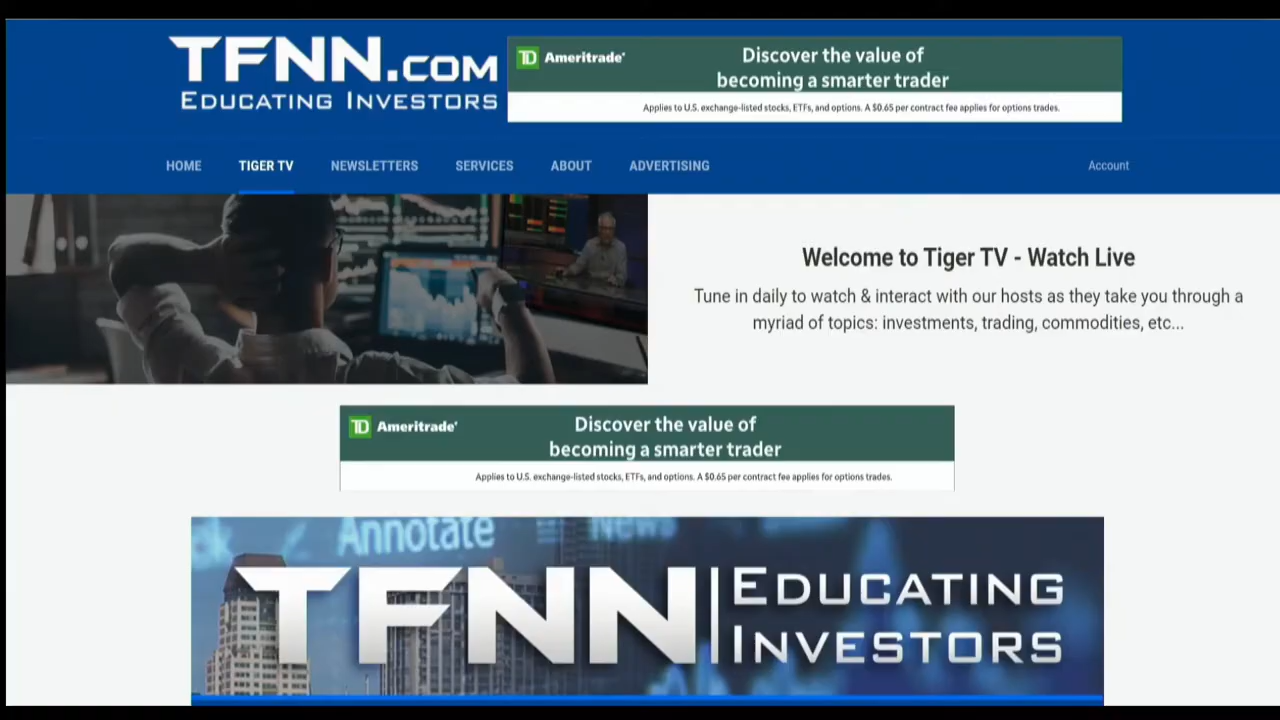 TFNN.COM
EDUCATING INVESTORS
TD Ameritrade®
Discover the value of
becoming a smarter trader
Applies to U.S. exchange-listed stocks, ETFs, and options. A $0.65 per contract fee applies for options trades.
HOME TIGER TV NEWSLETTERS SERVICES ABOUT ADVERTISING Account
Welcome to Tiger TV - Watch Live
Tune in daily to watch & interact with our hosts as they take you through a
myriad of topics: investments, trading, commodities, etc...
TD Ameritrade®
Discover the value of
becoming a smarter trader
Applies to U.S. exchange-listed stocks, ETFs, and options. A $0.65 per contract fee applies for options trades.
Annotate News
TFNN
EDUCATING
INVESTORS